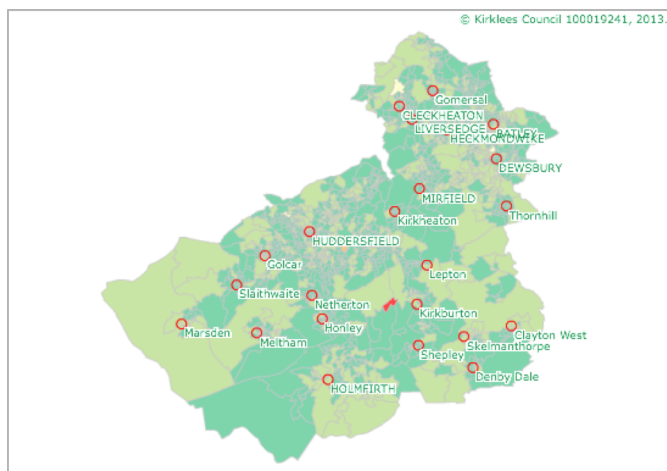 © Kirklees Council 100019241, 2013.
Gomersal
CLECKHEATON
LIVERSEDGE
BATLEY
HECKMONDWIKE
DEWSBURY
MIRFIELD
Thornhill
Kirkheaton
HUDDERSFIELD
Golcar
Lepton
Slaithwaite
Netherton
Kirkburton
Honley
Marsden
Meltham
Clayton West
Skelmanthorpe
Shepley
Denby Dale
HOLMFIRTH